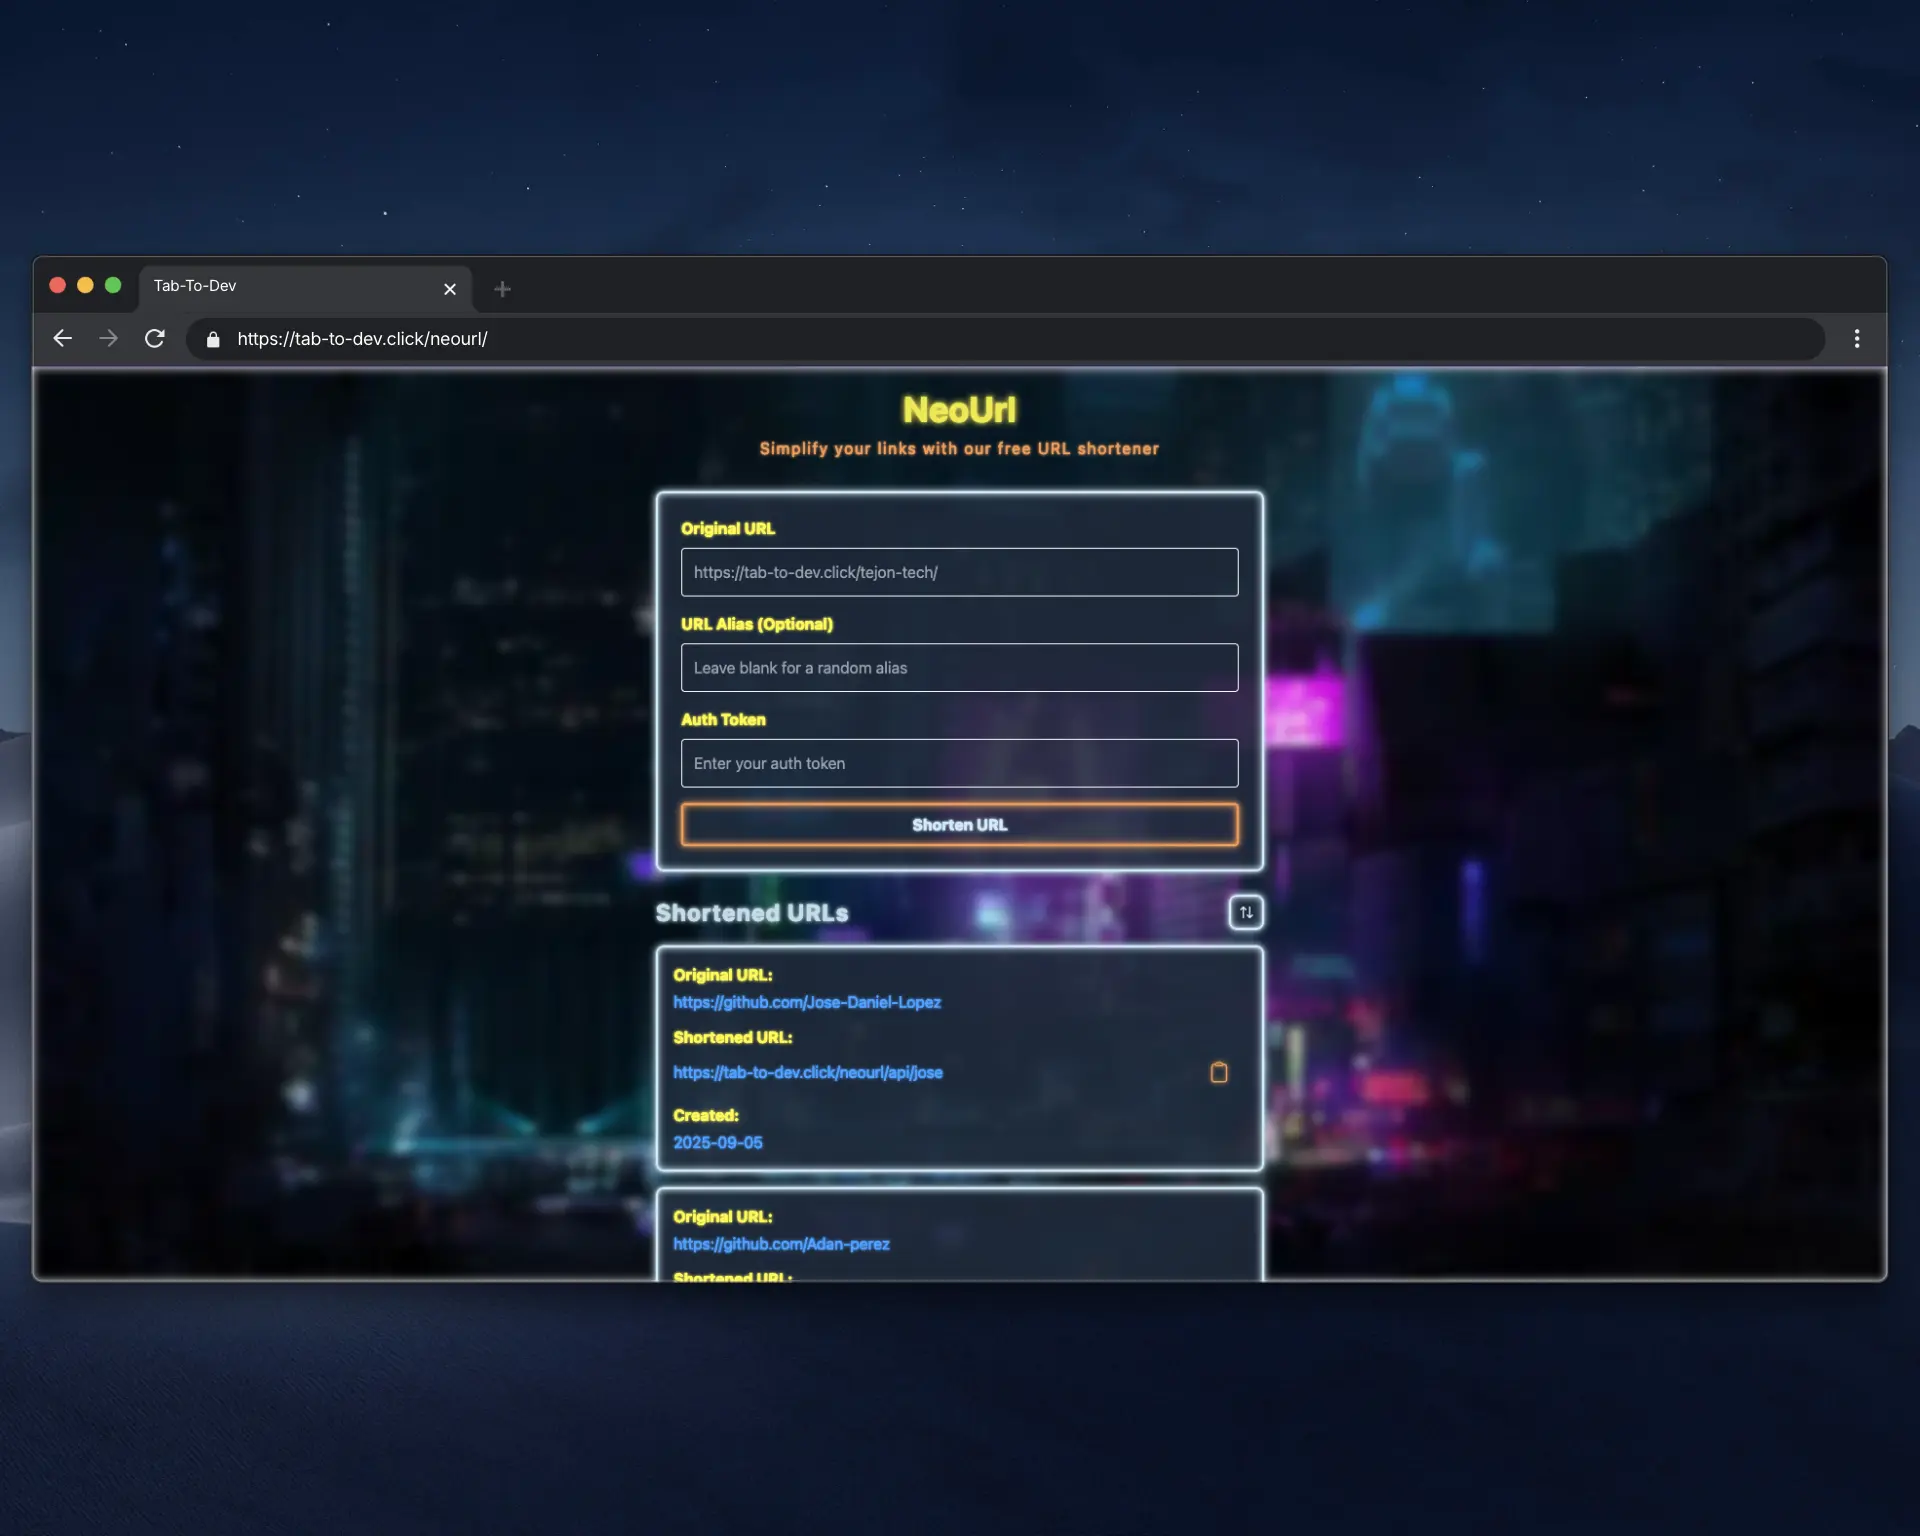 Tab-To-Dev
https://tab-to-dev.click/neourl/
NeoUrl
Simplify your links with our free URL shortener
Original URL
https://tab-to-dev.click/tejon-tech/
URL Alias (Optional)
Leave blank for a random alias
Auth Token
Enter your auth token
Shorten URL
Shortened URLs
Original URL:
https://github.com/Jose-Daniel-Lopez
Shortened URL:
https://tab-to-dev.click/neourl/api/jose
Created:
2025-09-05
Original URL:
https://github.com/Adan-perez
Shortened URL: